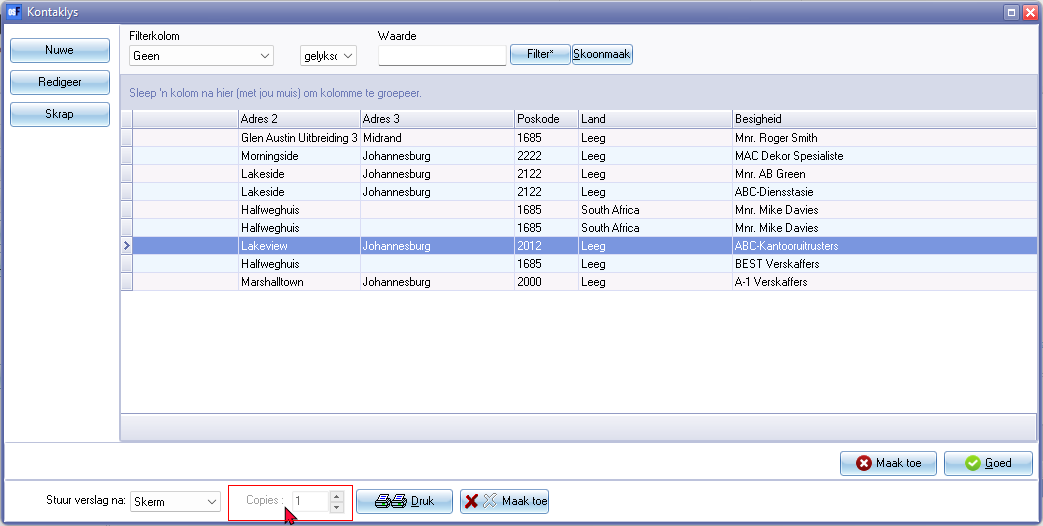 Kontaklys
Nuwe
Redigeer
Skrap
Filterkolom
Waarde
Geen
gelykso
Filter*
Skoonmaak
Sleep 'n kolom na hier (met jou muis) om kolomme te groepeer.
Adres 2 Adres 3 Poskode Land Besigheid
Glen Austin Uitbreiding 3 Midrand 1685 Leeg Mnr. Roger Smith
Morningside Johannesburg 2222 Leeg MAC Dekor Spesialiste
Lakeside Johannesburg 2122 Leeg Mnr. AB Green
Lakeside Johannesburg 2122 Leeg ABC-Diensstasie
Halfweghuis 1685 South Africa Mnr. Mike Davies
Halfweghuis 1685 South Africa Mnr. Mike Davies
Lakeview Johannesburg 2012 Leeg ABC-Kantooruitrusters
Halfweghuis 1685 Leeg BEST Verskaffers
Marshalltown Johannesburg 2000 Leeg A-1 Verskaffers
Maak toe Goed
Stuur verslag na: Skerm Copies : 1 Druk Maak toe